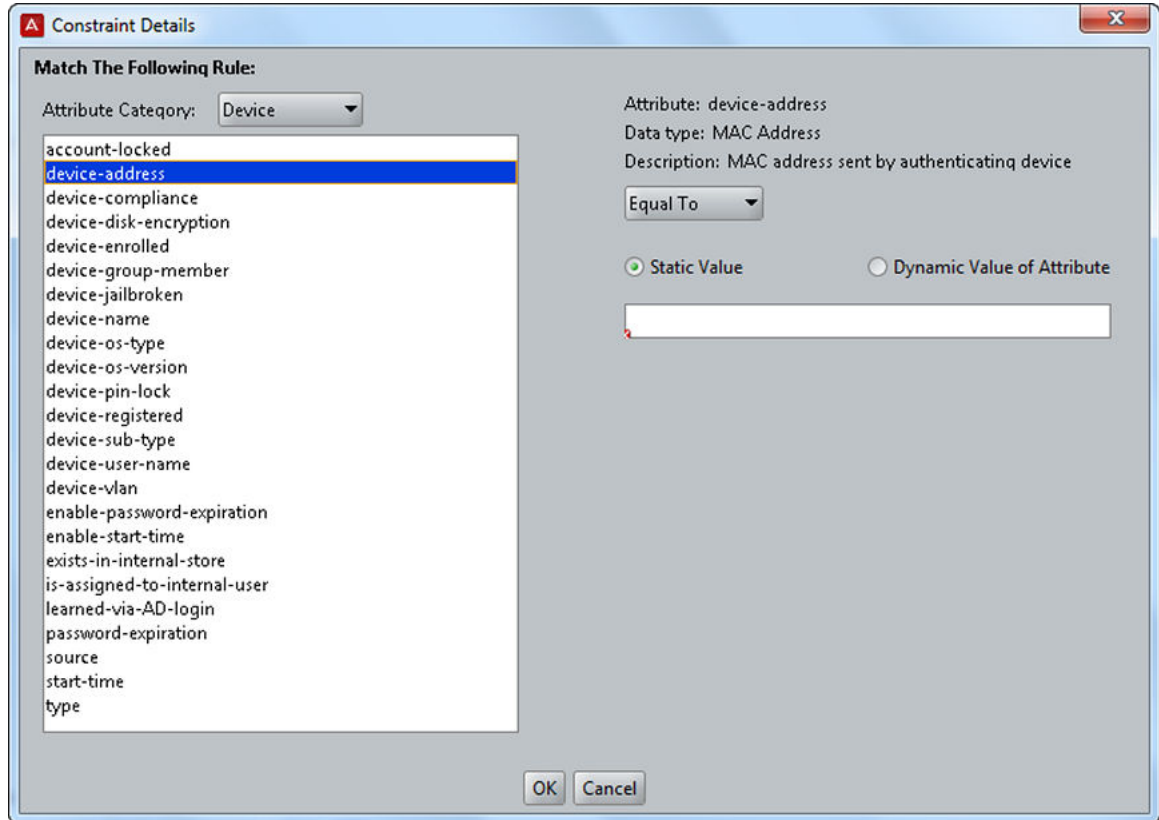 A Constraint Details
Match The Following Rule:
Attribute Category: Device
account-locked
device-address
device-compliance
device-disk-encryption
device-enrolled
device-group-member
device-jailbroken
device-name
device-os-type
device-os-version
device-pin-lock
device-registered
device-sub-type
device-user-name
device-vlan
enable-password-expiration
enable-start-time
exists-in-internal-store
is-assigned-to-internal-user
learned-via-AD-login
password-expiration
source
start-time
type
Attribute: device-address
Data type: MAC Address
Description: MAC address sent by authenticating device
Equal To
Static Value Dynamic Value of Attribute
OK Cancel